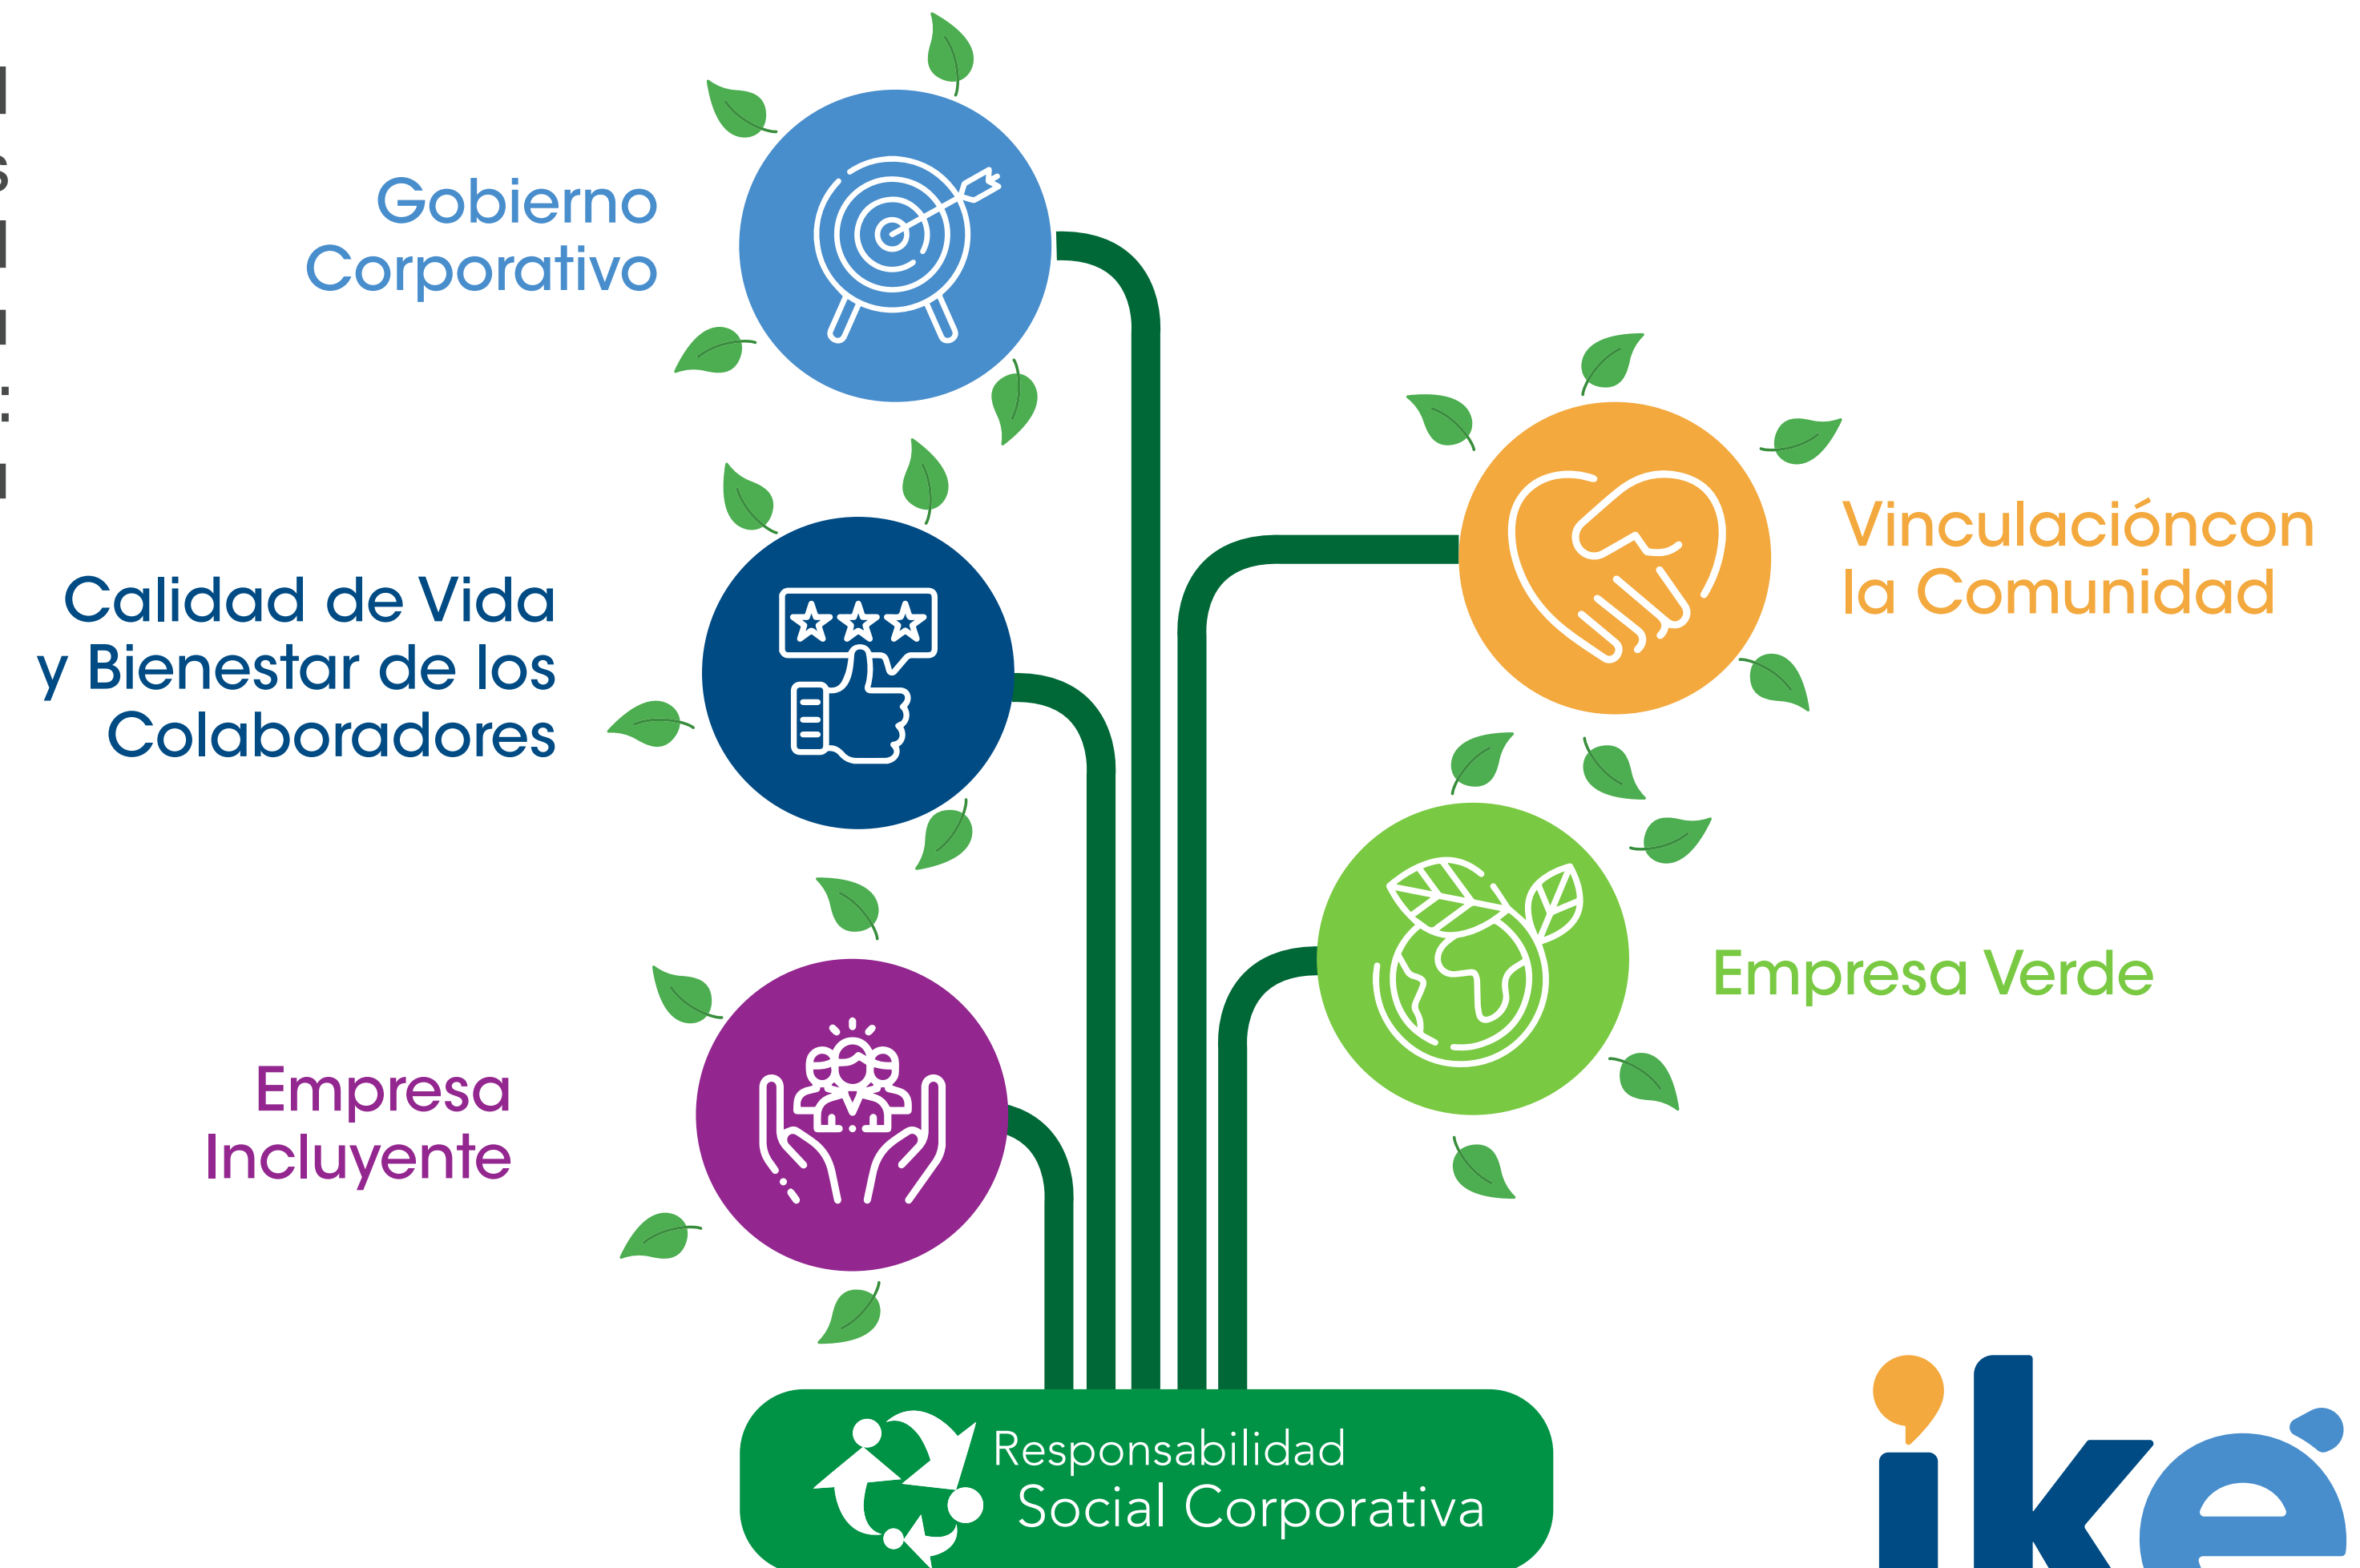 Gobierno
Corporativo
Vinculacióncon
la Comunidad
Calidad de Vida
y Bienestar de los
Colaboradores
Empresa Verde
Empresa
Incluyente
Responsabilidad
Social Corporativa
ike